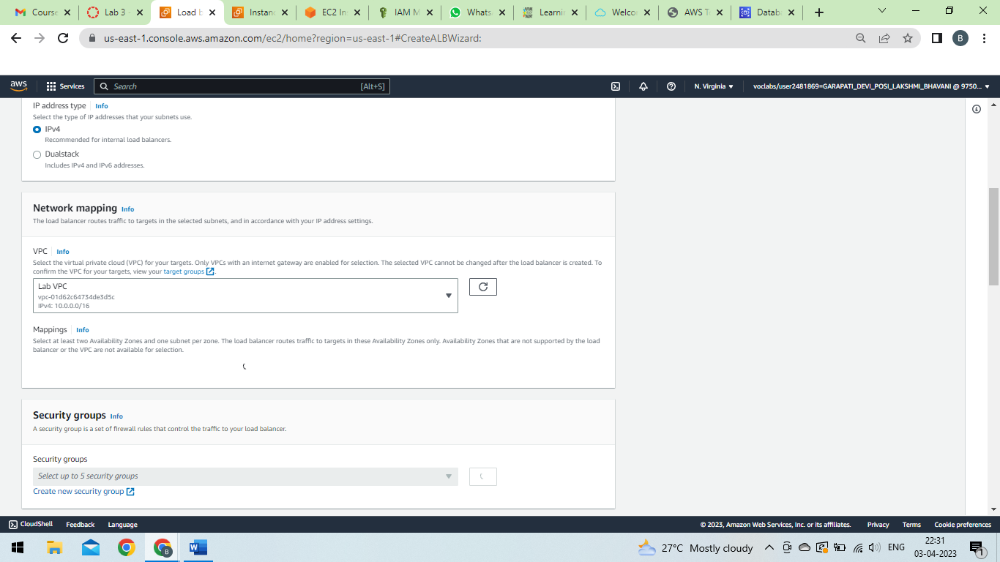 Course
Lab 3 -
Load b
Instanc
EC2 In
IAM M
Whats
Learnin
Welco
AWS T
Datab
us-east-1.console.aws.amazon.com/ec2/home?region=us-east-1#CreateALBWizard:
B
aws
Services
Search
[Alt+S]
N. Virginia
voclabs/user2481869=GARAPATI_DEVI_POSI_LAKSHMI_BHAVANI @ 9750...
IP address type Info
Select the type of IP addresses that your subnets use.
IPv4
Recommended for internal load balancers.
Dualstack
Includes IPv4 and IPv6 addresses.
Network mapping Info
The load balancer routes traffic to targets in the selected subnets, and in accordance with your IP address settings.
VPC Info
Select the virtual private cloud (VPC) for your targets. Only VPCs with an internet gateway are enabled for selection. The selected VPC cannot be changed after the load balancer is created. To
confirm the VPC for your targets, view your target groups.
Lab VPC
vpc-01d62c64734de3d5c
IPv4: 10.0.0.0/16
Mappings Info
Select at least two Availability Zones and one subnet per zone. The load balancer routes traffic to targets in these Availability Zones only. Availability Zones that are not supported by the load
balancer or the VPC are not available for selection.
Security groups Info
A security group is a set of firewall rules that control the traffic to your load balancer.
Security groups
Select up to 5 security groups
Create new security group
CloudShell Feedback Language
© 2023, Amazon Web Services, Inc. or its affiliates. Privacy Terms Cookie preferences
27°C Mostly cloudy
ENG
22:31
03-04-2023
1